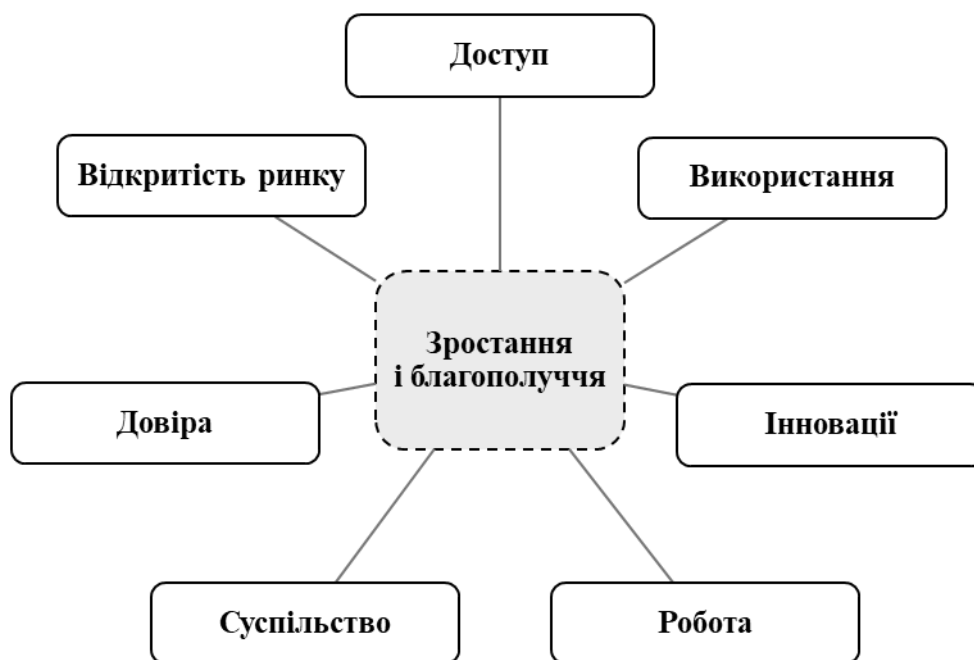 Доступ
Відкритість ринку
Використання
Зростання
і благополуччя
Довіра
Інновації
Суспільство
Робота